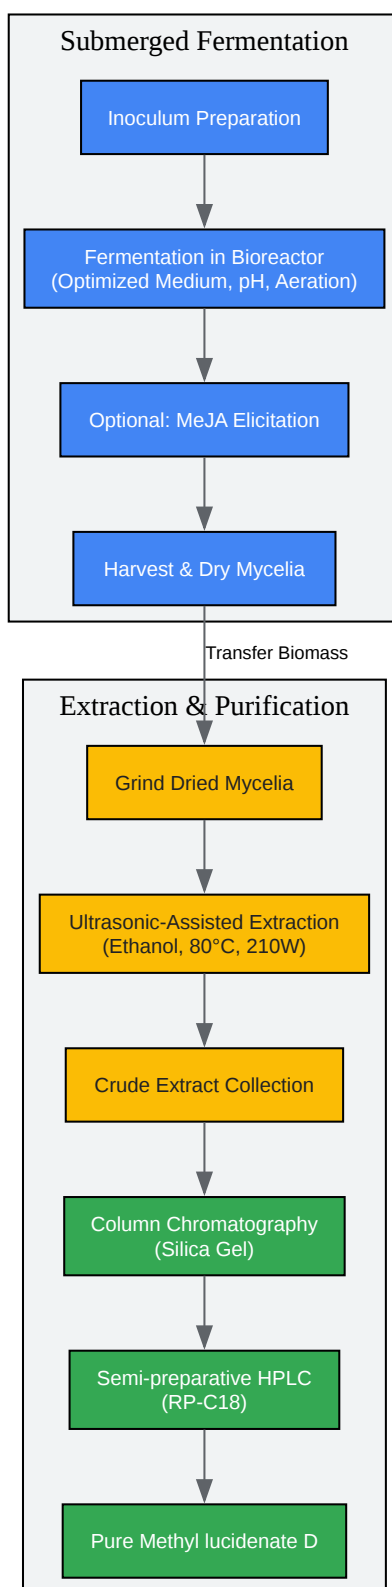 Submerged Fermentation
Inoculum Preparation
Fermentation in Bioreactor
(Optimized Medium, pH, Aeration)
Optional: MeJA Elicitation
Harvest & Dry Mycelia
Transfer Biomass
Extraction & Purification
Grind Dried Mycelia
Ultrasonic-Assisted Extraction
(Ethanol, 80°C, 210W)
Crude Extract Collection
Column Chromatography
(Silica Gel)
Semi-preparative HPLC
(RP-C18)
Pure Methyl lucidenate D